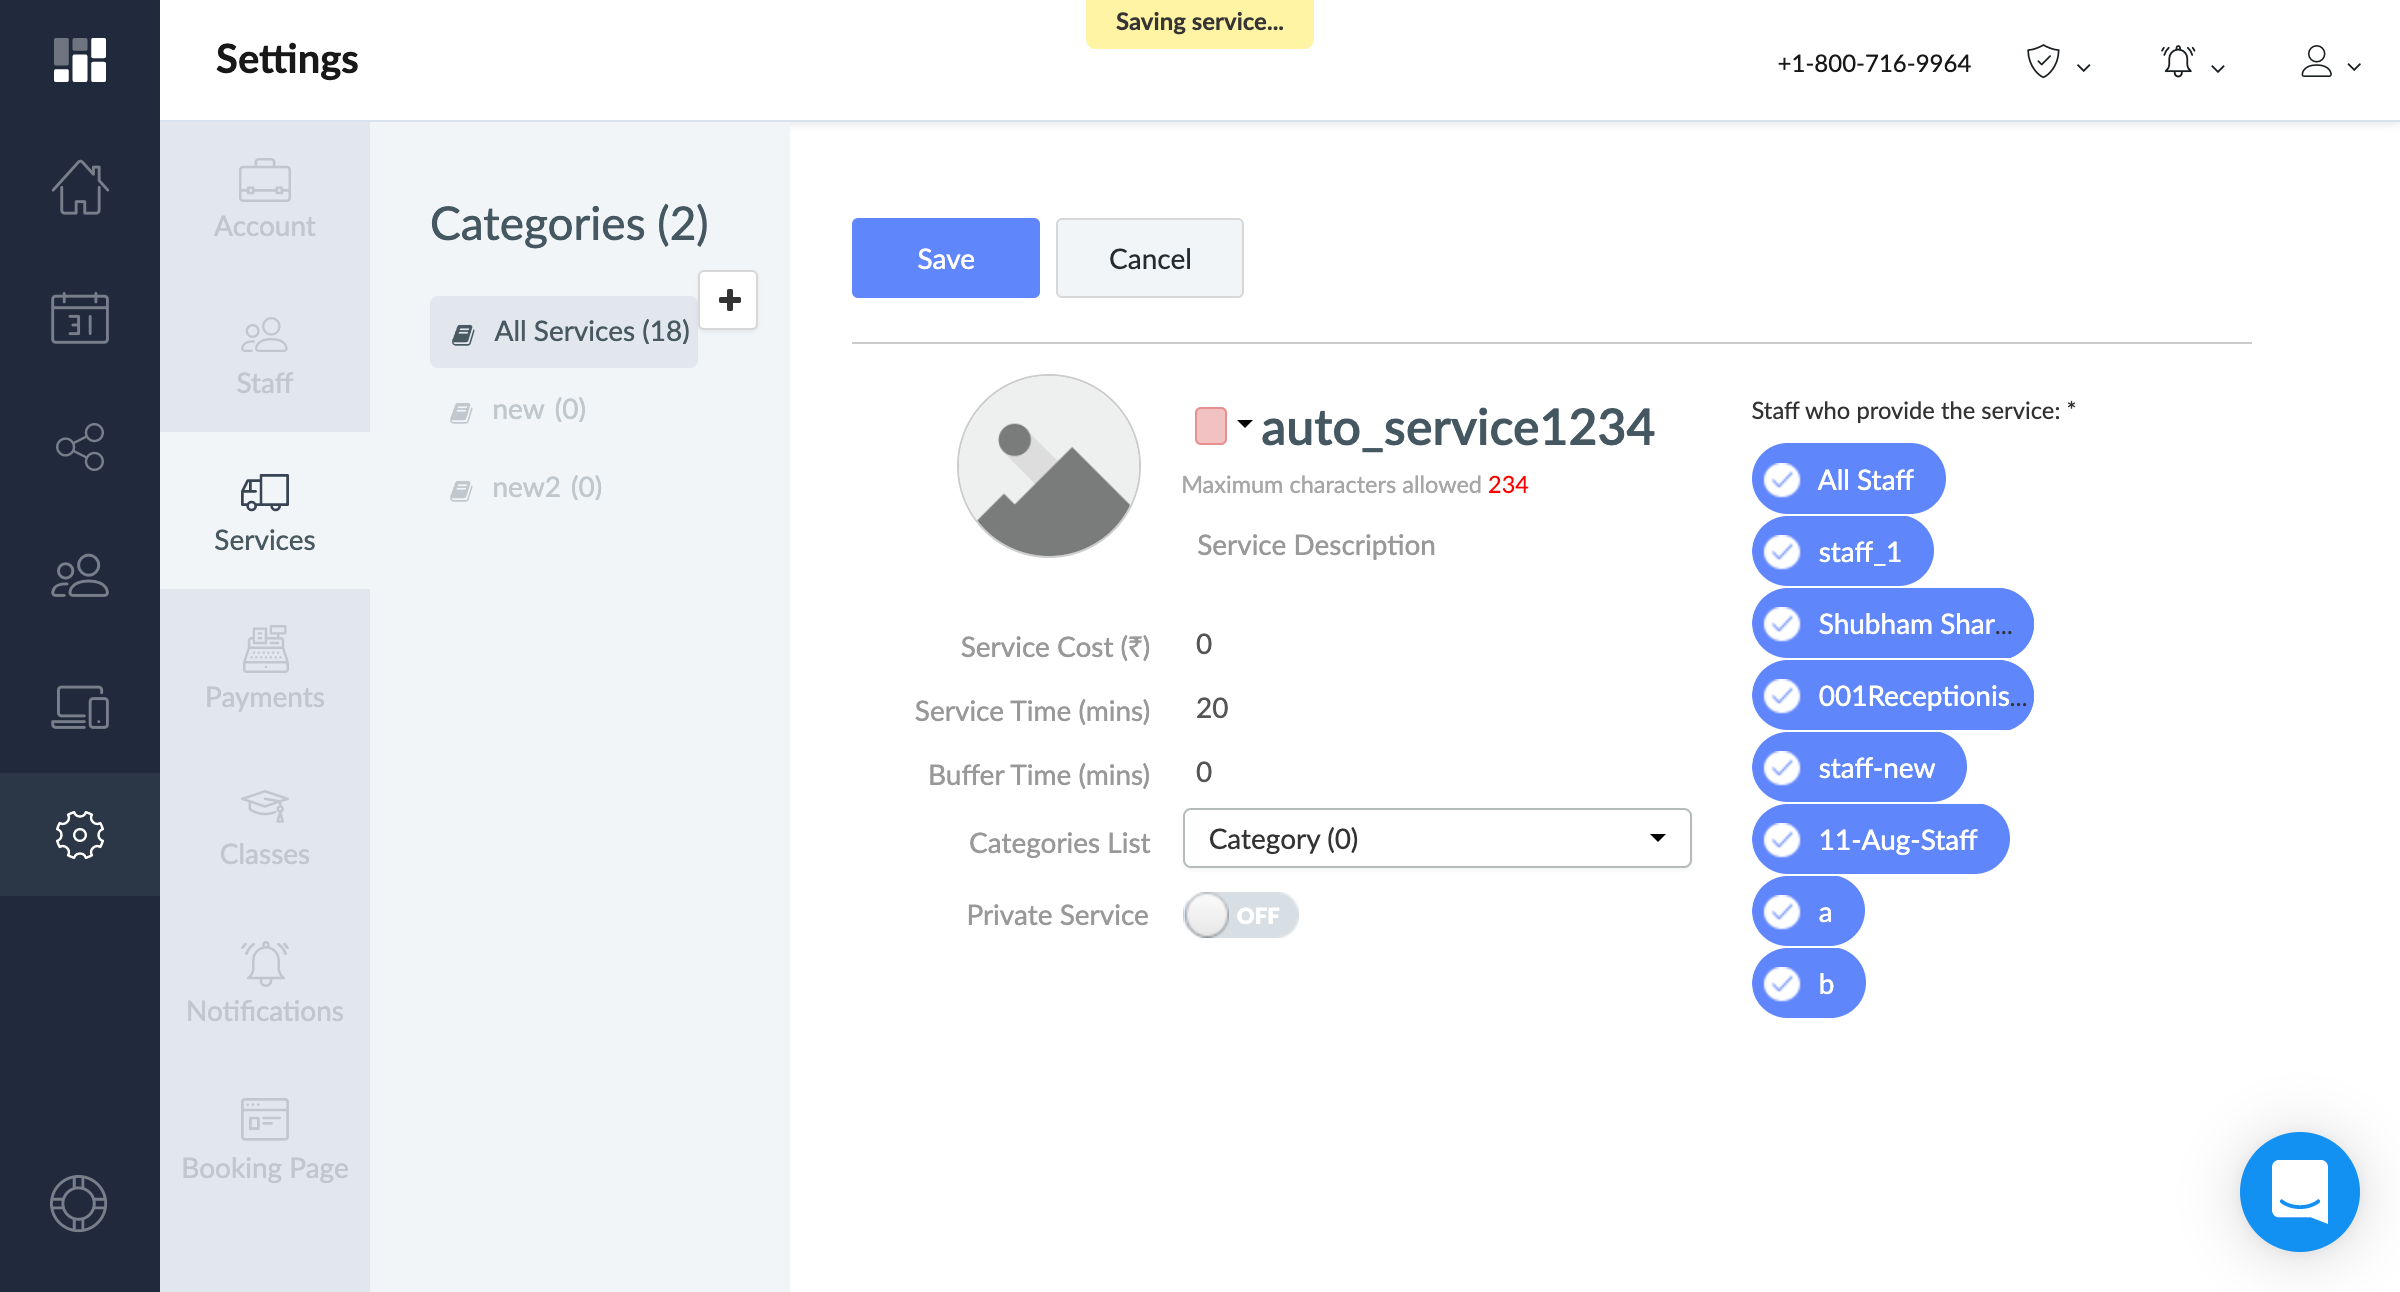 Saving service...
Settings
+1-800-716-9964
31
Account
Staff
Services
Payments
Classes
Notifications
Booking Page
Categories (2)
All Services (18)
new (0)
new2 (0)
Save
Cancel
auto_service1234
Maximum characters allowed 234
Service Description
Service Cost (₹) 0
Service Time (mins) 20
Buffer Time (mins) 0
Categories List Category (0)
Private Service OFF
Staff who provide the service: *
All Staff
staff_1
Shubham Shar...
001Receptionis...
staff-new
11-Aug-Staff
a
b